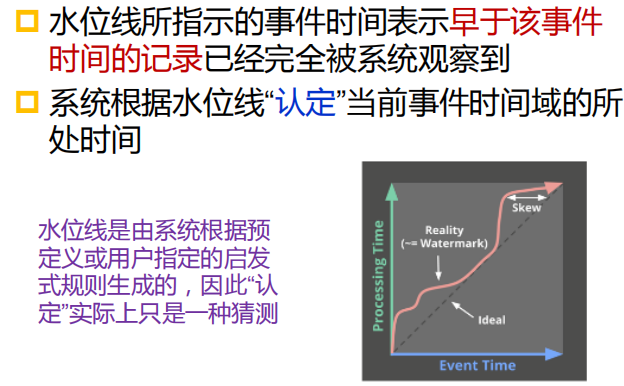 水位线所指示的事件时间表示早于该事件
时间的记录已经完全被系统观察到
系统根据水位线“认定”当前事件时间域的所
处时间
水位线是由系统根据预
定义或用户指定的启发
式规则生成的，因此“认
定”实际上只是一种猜测
Processing Time
Reality
(~= Watermark)
Skew
Ideal
Event Time